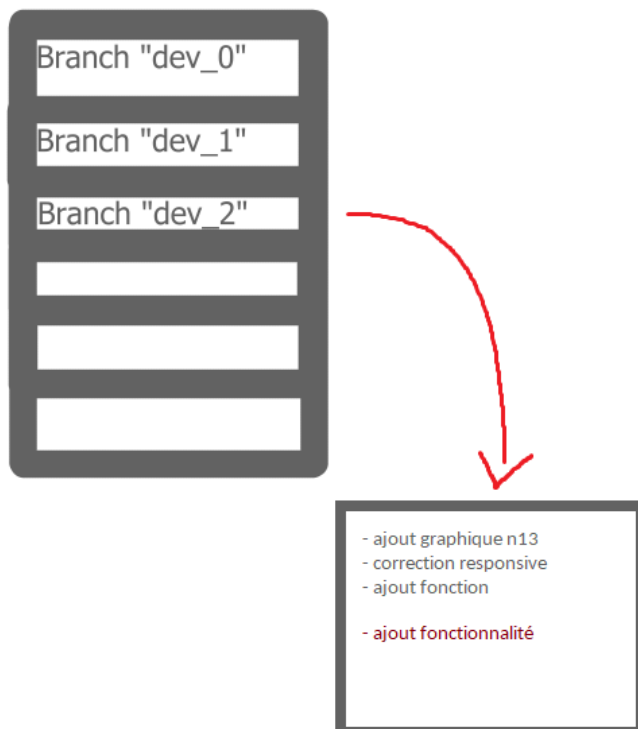 Branch "dev_0"
Branch "dev_1"
Branch "dev_2"
- ajout graphique n13
- correction responsive
- ajout fonction
- ajout fonctionnalité